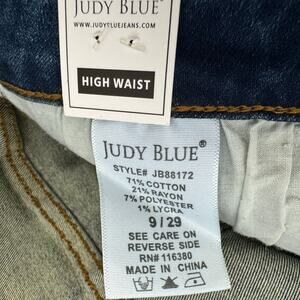 JUDY BLUE®
WWW.JUDYBLUEJEANS.COM
HIGH WAIST
JUDY BLUE®
STYLE# JB88172
71% COTTON
21% RAYON
7% POLYESTER
1% LYCRA
9 / 29
SEE CARE ON
REVERSE SIDE
RN# 116380
MADE IN CHINA